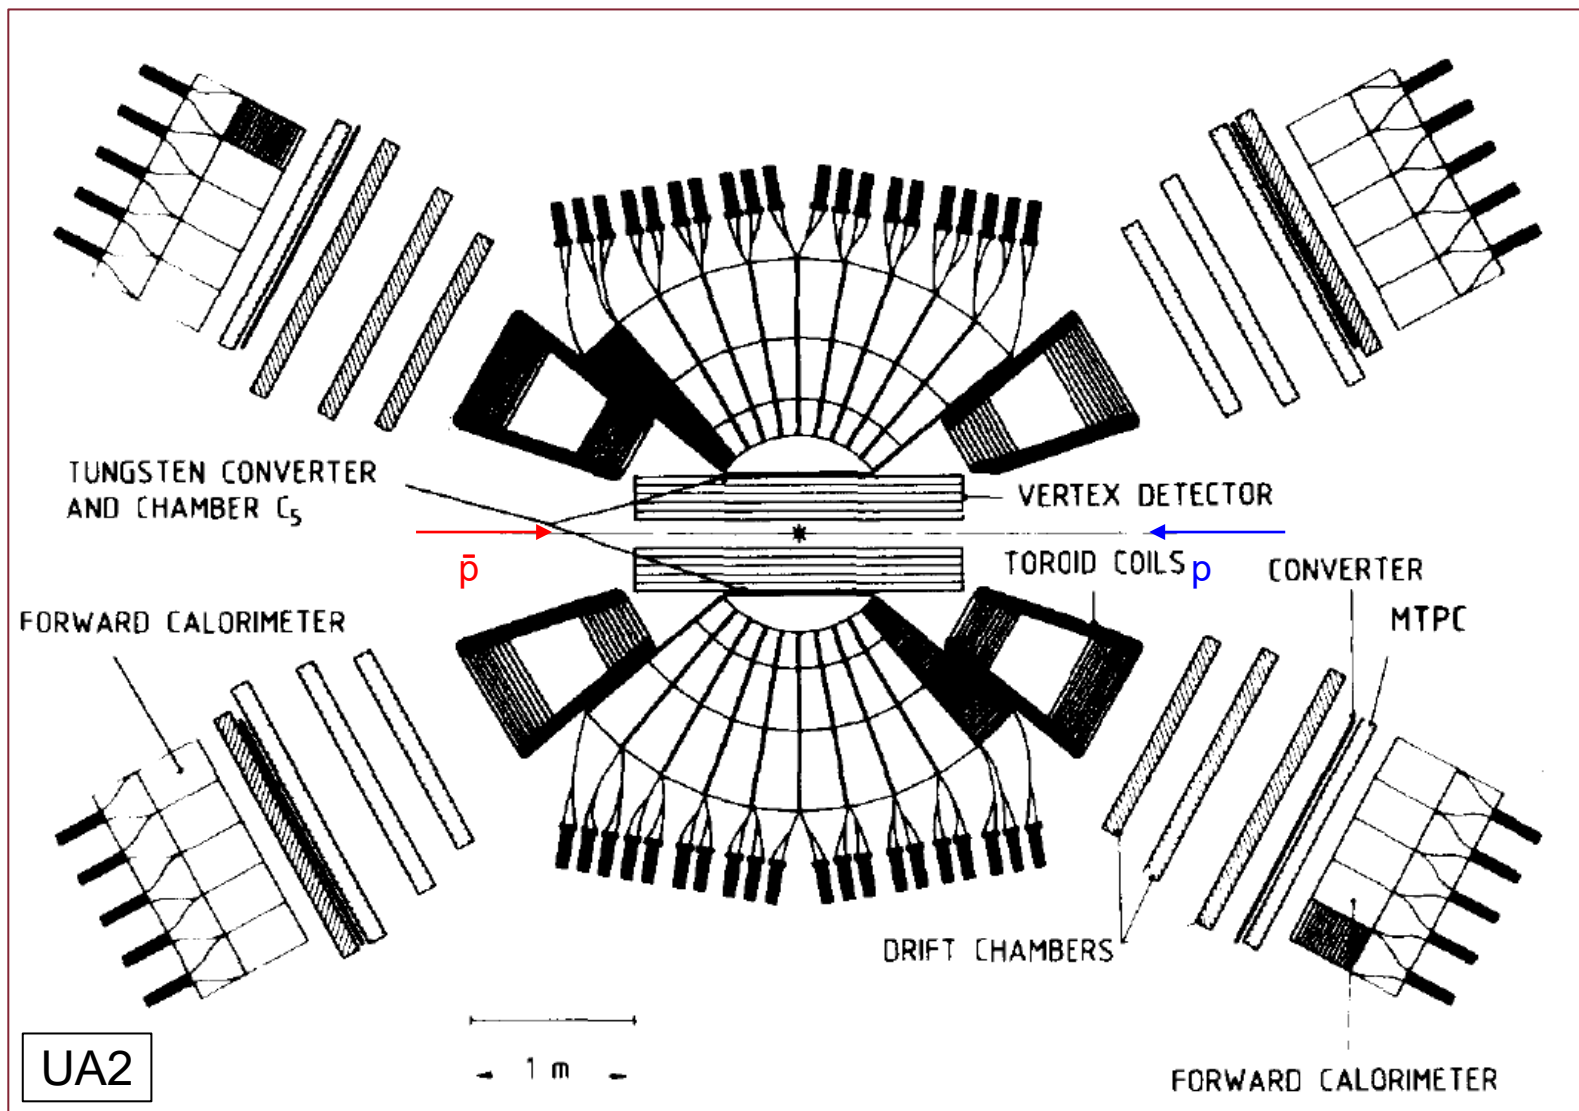 TUNGSTEN CONVERTER
AND CHAMBER C₅
VERTEX DETECTOR
p̄
TOROID COILS
p
CONVERTER
MTPC
FORWARD CALORIMETER
DRIFT CHAMBERS
1 m
UA2
FORWARD CALORIMETER